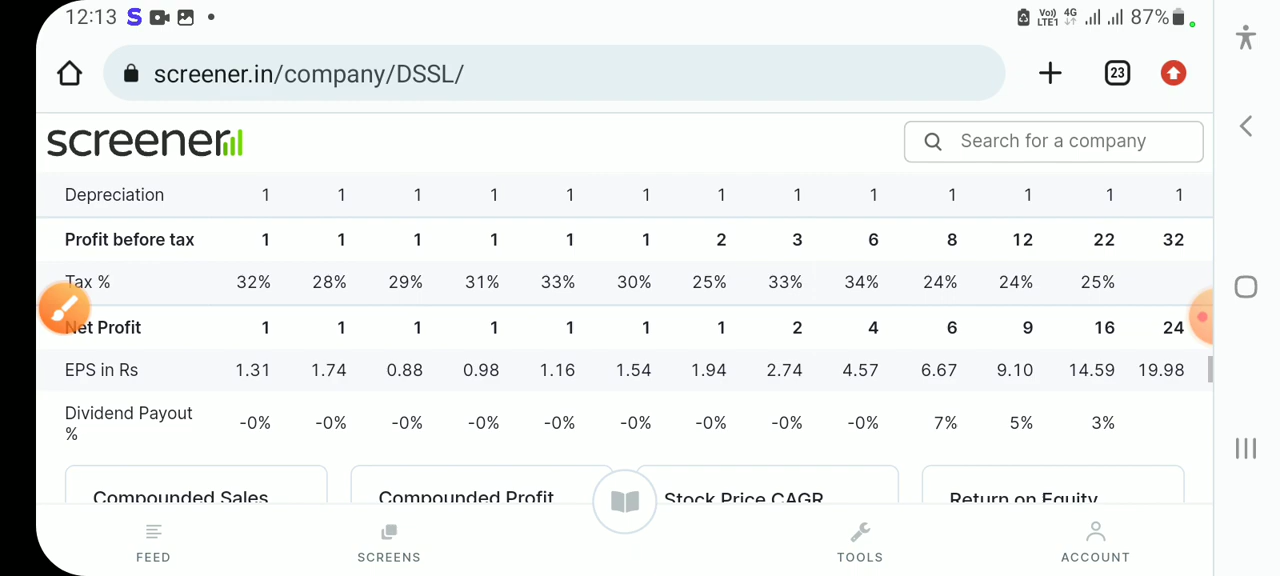 12:13 S Vo) LTE1 4G 87%
screener.in/company/DSSL/ 23
screener Search for a company
Depreciation 1 1 1 1 1 1 1 1 1 1 1 1 1
Profit before tax 1 1 1 1 1 1 2 3 6 8 12 22 32
Tax % 32% 28% 29% 31% 33% 30% 25% 33% 34% 24% 24% 25%
Net Profit 1 1 1 1 1 1 1 2 4 6 9 16 24
EPS in Rs 1.31 1.74 0.88 0.98 1.16 1.54 1.94 2.74 4.57 6.67 9.10 14.59 19.98
Dividend Payout % -0% -0% -0% -0% -0% -0% -0% -0% -0% 7% 5% 3%
Compounded Sales Compounded Profit Stock Price CAGR Return on Equity
FEED SCREENS TOOLS ACCOUNT